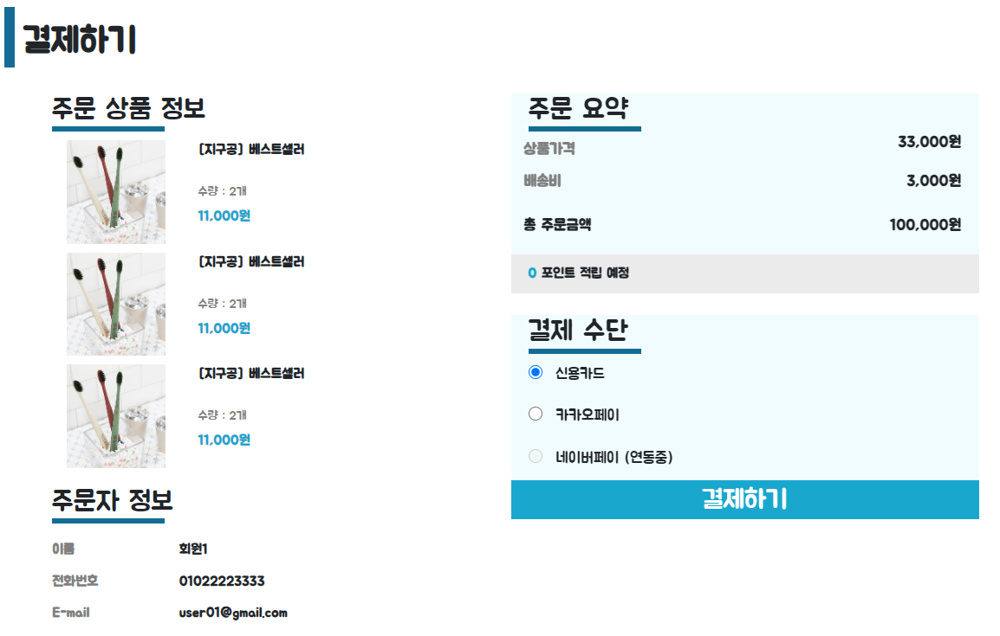 결제하기
주문 상품 정보
[지구공] 베스트셀러
수량 : 2개
11,000원
[지구공] 베스트셀러
수량 : 2개
11,000원
[지구공] 베스트셀러
수량 : 2개
11,000원
주문자 정보
이름 회원1
전화번호 01022223333
E-mail user01@gmail.com
주문 요약
상품가격 33,000원
배송비 3,000원
총 주문금액 100,000원
0 포인트 적립 예정
결제 수단
신용카드
카카오페이
네이버페이 (연동중)
결제하기